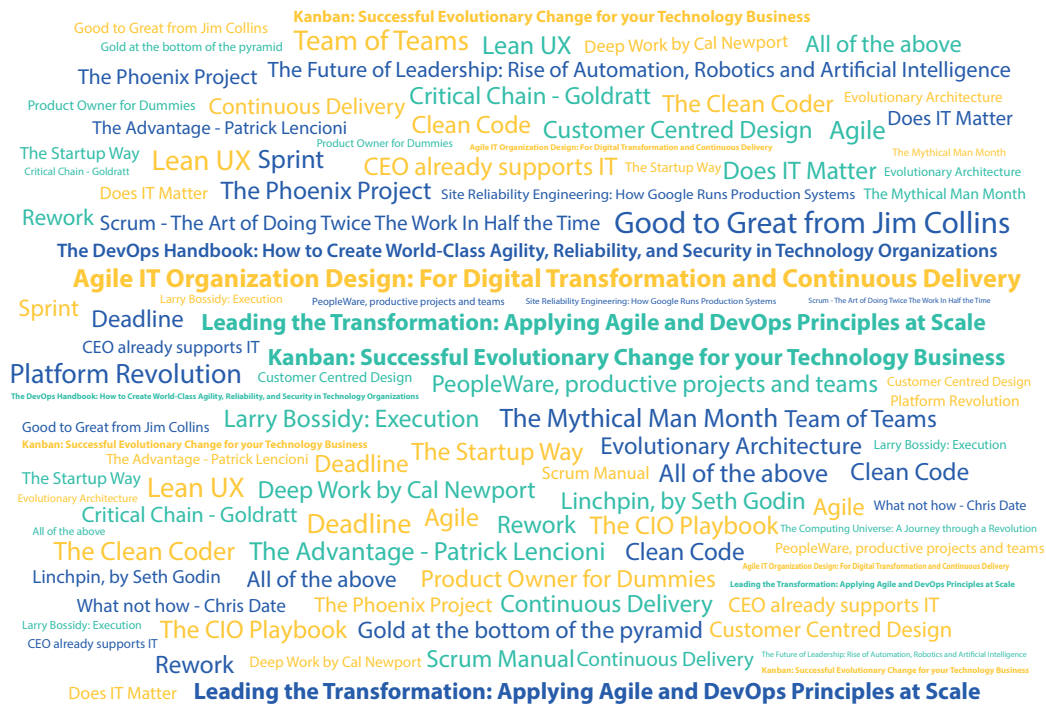 Kanban: Successful Evolutionary Change for your Technology Business
Good to Great from Jim Collins
Gold at the bottom of the pyramid Team of Teams Lean UX Deep Work by Cal Newport All of the above
The Phoenix Project The Future of Leadership: Rise of Automation, Robotics and Artificial Intelligence
Product Owner for Dummies Continuous Delivery Critical Chain - Goldratt The Clean Coder Evolutionary Architecture
The Advantage - Patrick Lencioni Clean Code Customer Centred Design Agile Does IT Matter
Product Owner for Dummies Agile IT Organization Design: For Digital Transformation and Continuous Delivery
The Startup Way Lean UX Sprint CEO already supports IT The Startup Way Does IT Matter The Mythical Man Month
Critical Chain - Goldratt Evolutionary Architecture
Does IT Matter The Phoenix Project Site Reliability Engineering: How Google Runs Production Systems The Mythical Man Month
Rework Scrum - The Art of Doing Twice The Work In Half the Time Good to Great from Jim Collins
The DevOps Handbook: How to Create World-Class Agility, Reliability, and Security in Technology Organizations
Agile IT Organization Design: For Digital Transformation and Continuous Delivery
Sprint Larry Bossidy: Execution PeopleWare, productive projects and teams Site Reliability Engineering: How Google Runs Production Systems Scrum - The Art of Doing Twice The Work In Half the Time
Deadline Leading the Transformation: Applying Agile and DevOps Principles at Scale
CEO already supports IT Kanban: Successful Evolutionary Change for your Technology Business
Platform Revolution Customer Centred Design PeopleWare, productive projects and teams Customer Centred Design
The DevOps Handbook: How to Create World-Class Agility, Reliability, and Security in Technology Organizations Platform Revolution
Good to Great from Jim Collins Larry Bossidy: Execution The Mythical Man Month Team of Teams
Kanban: Successful Evolutionary Change for your Technology Business Evolutionary Architecture Larry Bossidy: Execution
The Advantage - Patrick Lencioni Deadline The Startup Way
The Startup Way Scrum Manual All of the above Clean Code
Evolutionary Architecture Lean UX Deep Work by Cal Newport Linchpin, by Seth Godin Agile What not how - Chris Date
Critical Chain - Goldratt Deadline Agile Rework The CIO Playbook The Computing Universe: A Journey through a Revolution
All of the above
The Clean Coder The Advantage - Patrick Lencioni Clean Code PeopleWare, productive projects and teams
Agile IT Organization Design: For Digital Transformation and Continuous Delivery
Linchpin, by Seth Godin All of the above Product Owner for Dummies Leading the Transformation: Applying Agile and DevOps Principles at Scale
What not how - Chris Date The Phoenix Project Continuous Delivery CEO already supports IT
Larry Bossidy: Execution The CIO Playbook Gold at the bottom of the pyramid Customer Centred Design
CEO already supports IT
Rework Deep Work by Cal Newport Scrum Manual Continuous Delivery The Future of Leadership: Rise of Automation, Robotics and Artificial Intelligence
Kanban: Successful Evolutionary Change for your Technology Business
Does IT Matter Leading the Transformation: Applying Agile and DevOps Principles at Scale